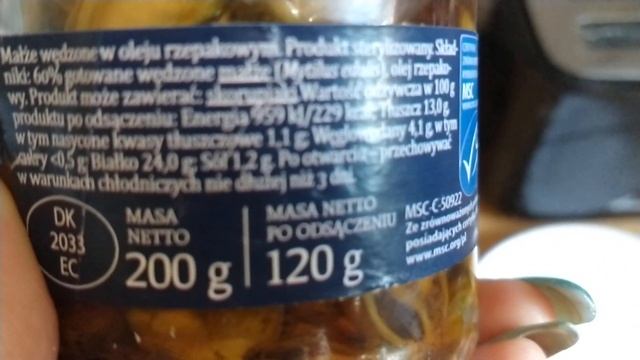 Małże wędzone w oleju rzepakowym. Produkt sterylizowany. Skład-
niki: 60% gotowane wędzone małże (Mytilus edulis), olej rzepako-
wy. Produkt może zawierać: skorupiaki. Wartość odżywcza w 100 g
produktu po odsączeniu: Energia 959 kJ/229 kcal, Tłuszcz 13,0 g,
w tym nasycone kwasy tłuszczowe 1,1 g, Węglowodany 4,1 g, w tym
cukry <0,5 g, Białko 24,0 g, Sól 1,2 g. Po otwarciu - przechowywać
w warunkach chłodniczych nie dłużej niż 3 dni.
DK
2033
EC
MASA
NETTO
200 g
MASA NETTO
PO ODSĄCZENIU
120 g
MSC
MSC-C-50922
Ze zrównoważonych
posiadających
www.msc.org/pl